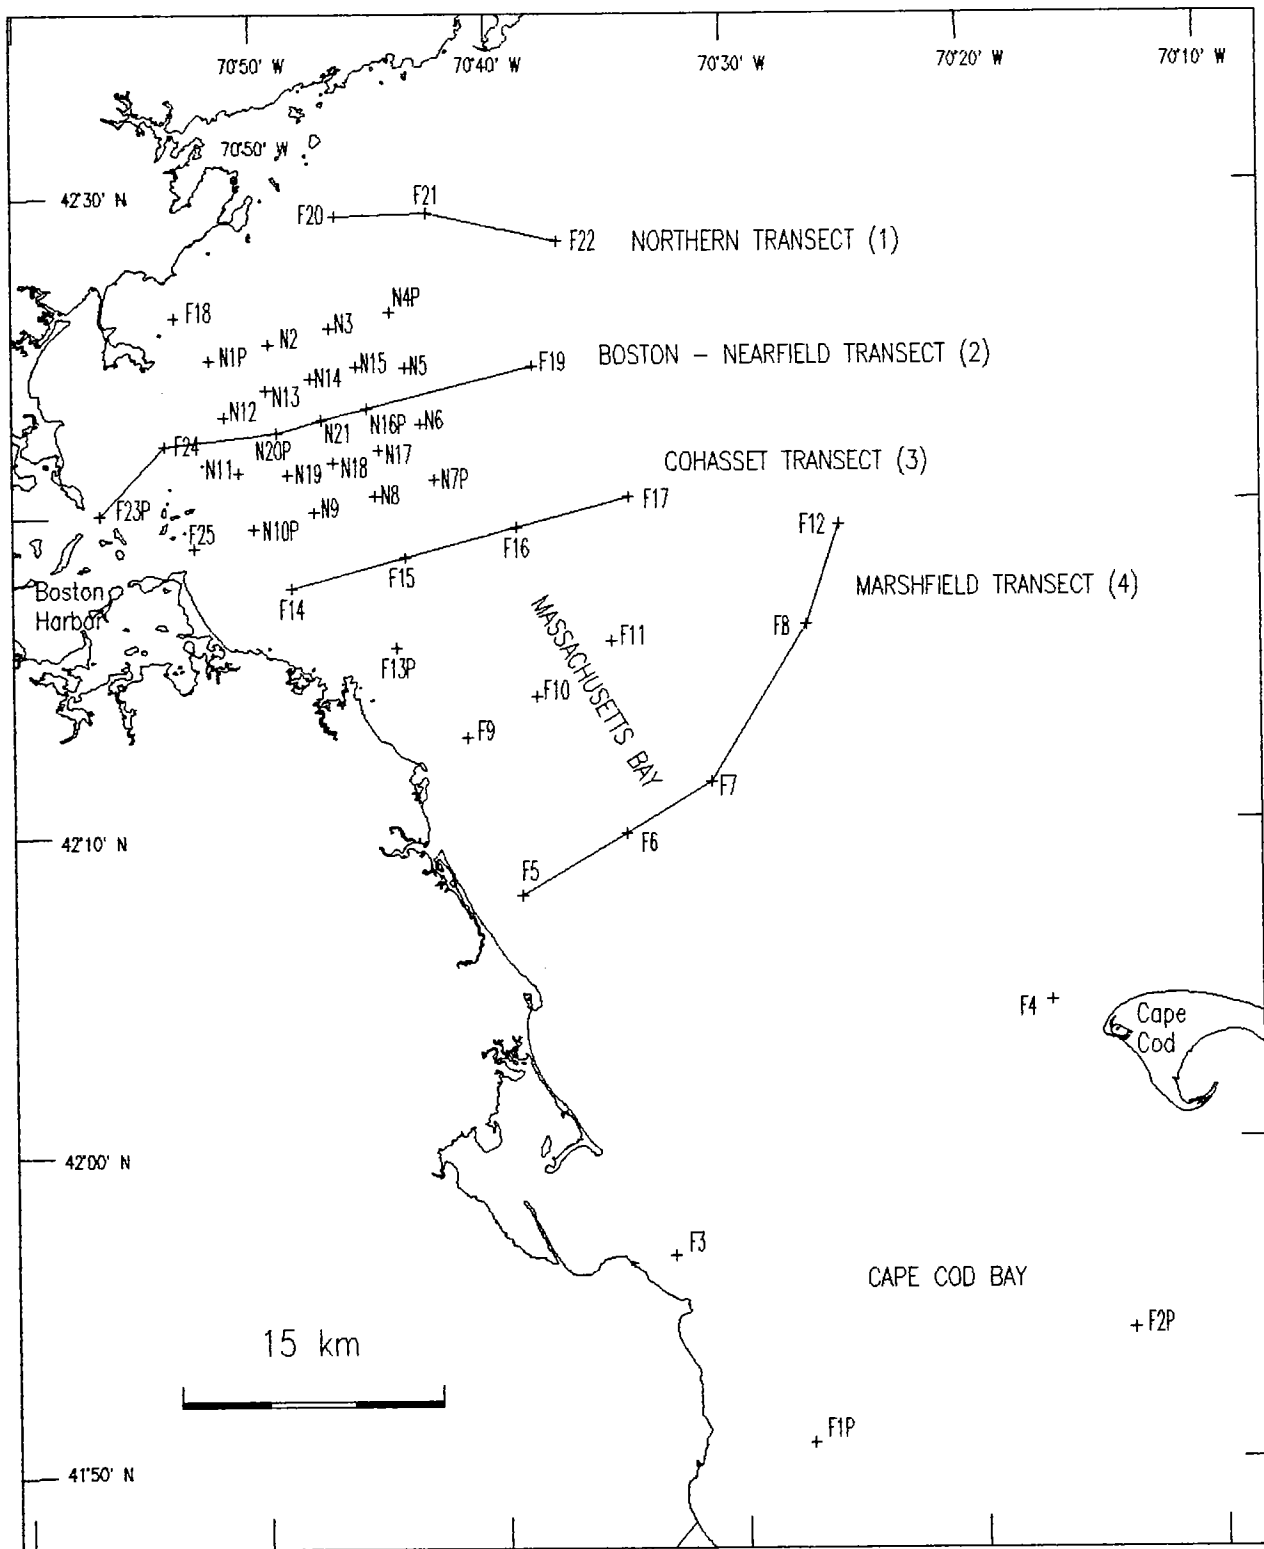 70°50' W
70°40' W
70°30' W
70°20' W
70°10' W
70°50' W
42°30' N
F20
F21
F22
NORTHERN TRANSECT (1)
F18
N4P
N3
N2
N1P
N15
N5
N14
F19
BOSTON – NEARFIELD TRANSECT (2)
N13
N12
N16P
N6
N21
F24
N20P
N17
N11
N19
N18
N7P
COHASSET TRANSECT (3)
N8
F17
F23P
N9
N10P
F12
F25
F16
F15
Boston
Harbor
F14
MARSHFIELD TRANSECT (4)
MASSACHUSETTS BAY
F11
F8
F13P
F10
F9
F7
42°10' N
F6
F5
F4
Cape
Cod
42°00' N
F3
CAPE COD BAY
F2P
15 km
F1P
41°50' N